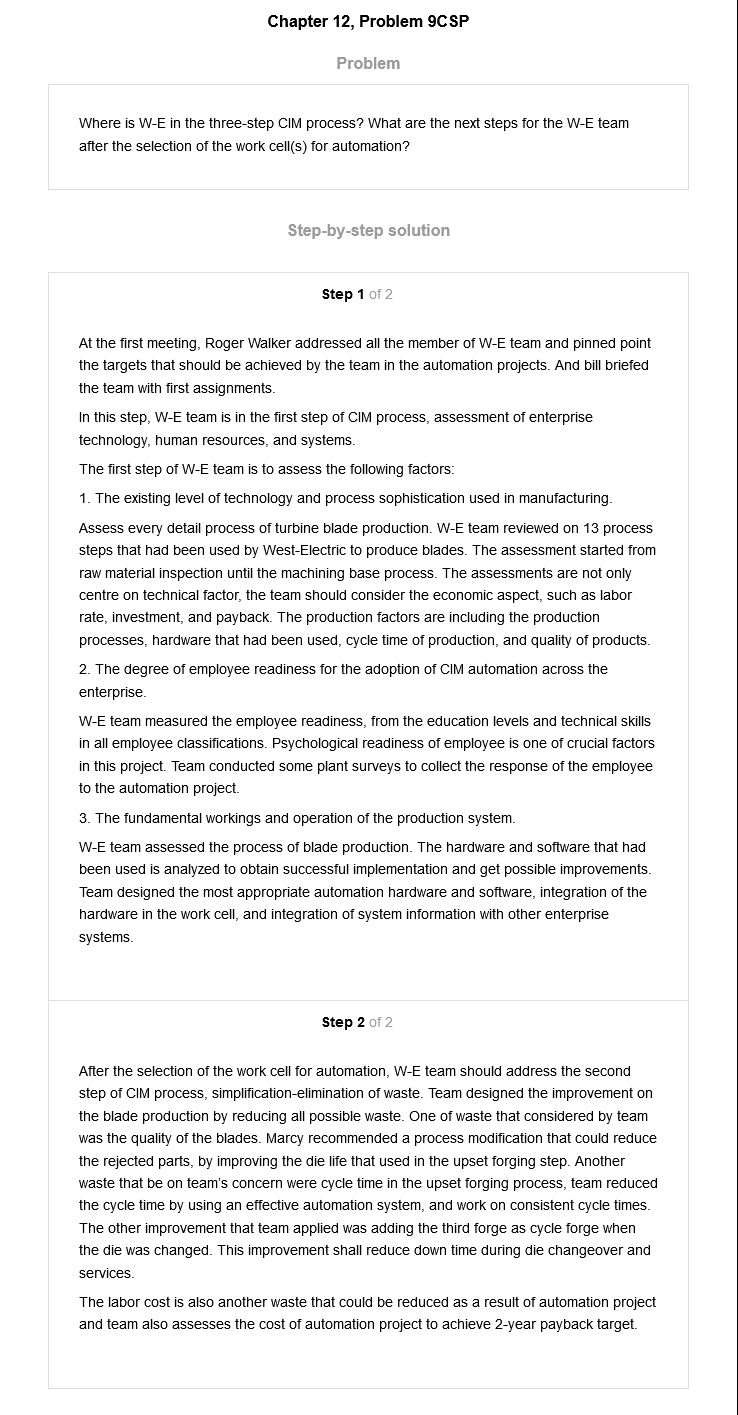 Chapter 12, Problem 9CSP
Problem
Where is W-E in the three-step CIM process? What are the next steps for the W-E team
after the selection of the work cell(s) for automation?
Step-by-step solution
Step 1 of 2
At the first meeting, Roger Walker addressed all the member of W-E team and pinned point
the targets that should be achieved by the team in the automation projects. And bill briefed
the team with first assignments.
In this step, W-E team is in the first step of CIM process, assessment of enterprise
technology, human resources, and systems.
The first step of W-E team is to assess the following factors:
1. The existing level of technology and process sophistication used in manufacturing.
Assess every detail process of turbine blade production. W-E team reviewed on 13 process
steps that had been used by West-Electric to produce blades. The assessment started from
raw material inspection until the machining base process. The assessments are not only
centre on technical factor, the team should consider the economic aspect, such as labor
rate, investment, and payback. The production factors are including the production
processes, hardware that had been used, cycle time of production, and quality of products.
2. The degree of employee readiness for the adoption of CIM automation across the
enterprise.
W-E team measured the employee readiness, from the education levels and technical skills
in all employee classifications. Psychological readiness of employee is one of crucial factors
in this project. Team conducted some plant surveys to collect the response of the employee
to the automation project.
3. The fundamental workings and operation of the production system.
W-E team assessed the process of blade production. The hardware and software that had
been used is analyzed to obtain successful implementation and get possible improvements.
Team designed the most appropriate automation hardware and software, integration of the
hardware in the work cell, and integration of system information with other enterprise
systems.
Step 2 of 2
After the selection of the work cell for automation, W-E team should address the second
step of CIM process, simplification-elimination of waste. Team designed the improvement on
the blade production by reducing all possible waste. One of waste that considered by team
was the quality of the blades. Marcy recommended a process modification that could reduce
the rejected parts, by improving the die life that used in the upset forging step. Another
waste that be on team's concern were cycle time in the upset forging process, team reduced
the cycle time by using an effective automation system, and work on consistent cycle times.
The other improvement that team applied was adding the third forge as cycle forge when
the die was changed. This improvement shall reduce down time during die changeover and
services.
The labor cost is also another waste that could be reduced as a result of automation project
and team also assesses the cost of automation project to achieve 2-year payback target.